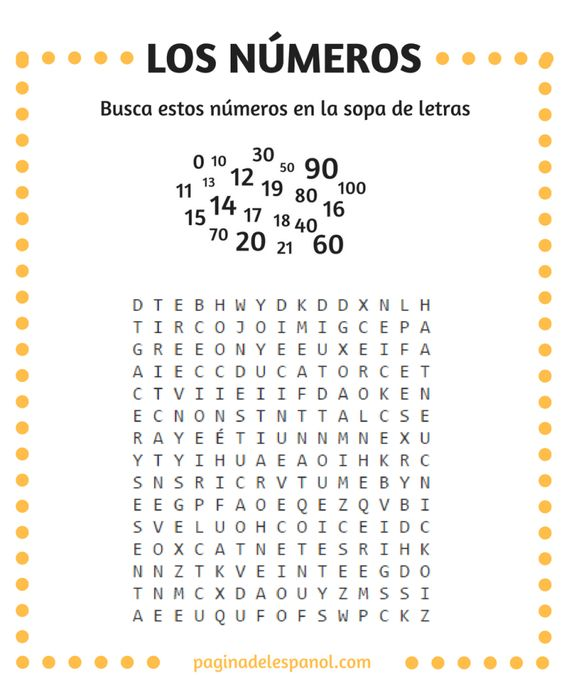 LOS NÚMEROS
Busca estos números en la sopa de letras
0 10 30 50 90
11 13 12 19 80 100
15 14 17 18 40 16
70 20 21 60
D T E B H W Y D K D D X N L H
T I R C O J O I M I G C E P A
G R E E O N Y E E U X E I F A
A I E C C D U C A T O R C E T
C T V I I E I I F D A O K E N
E C N O N S T N T T A L C S E
R A Y E É T I U N N M N E X U
Y T Y I H U A E A O I H K R C
S N S R I C R V T U M E B Y N
E E G P F A O E Q E Z Q V B I
S V E L U O H C O I C E I D C
E O X C A T N E T E S R I H K
N N Z T K V E I N T E E G D O
T N M C X D A O U Y Z M S S I
A E E U Q U F O F S W P C K Z
paginadelespanol.com